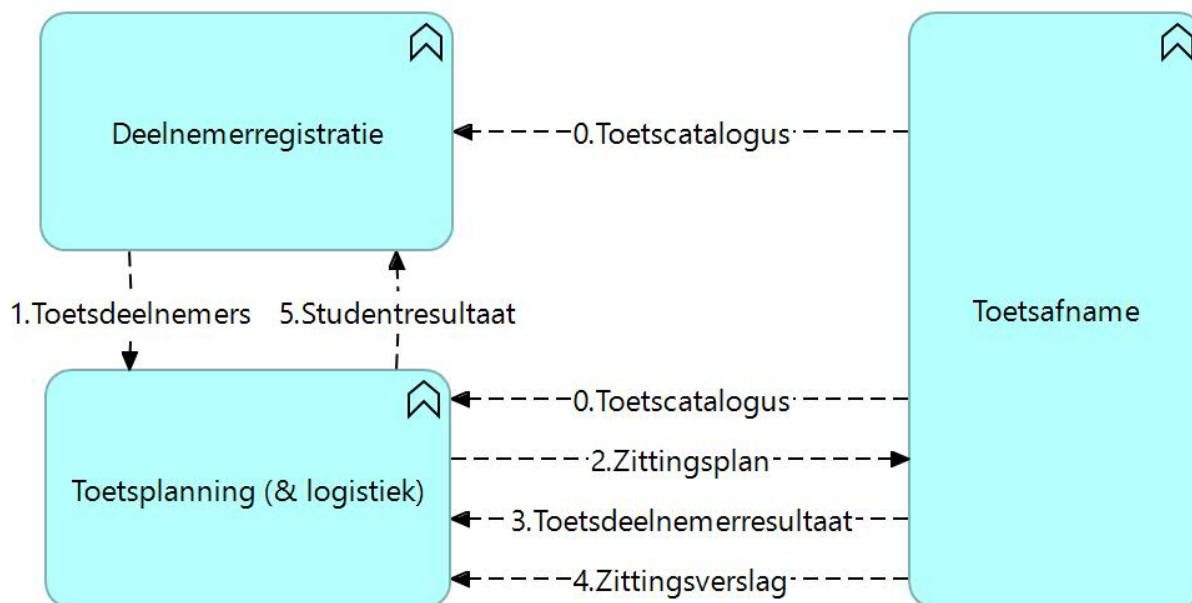 Deelnemerregistratie
0.Toetscatalogus
1.Toetsdeelnemers
5.Studentresultaat
Toetsafname
0.Toetscatalogus
2.Zittingsplan
Toetsplanning (& logistiek)
3.Toetsdeelnemerresultaat
4.Zittingsverslag